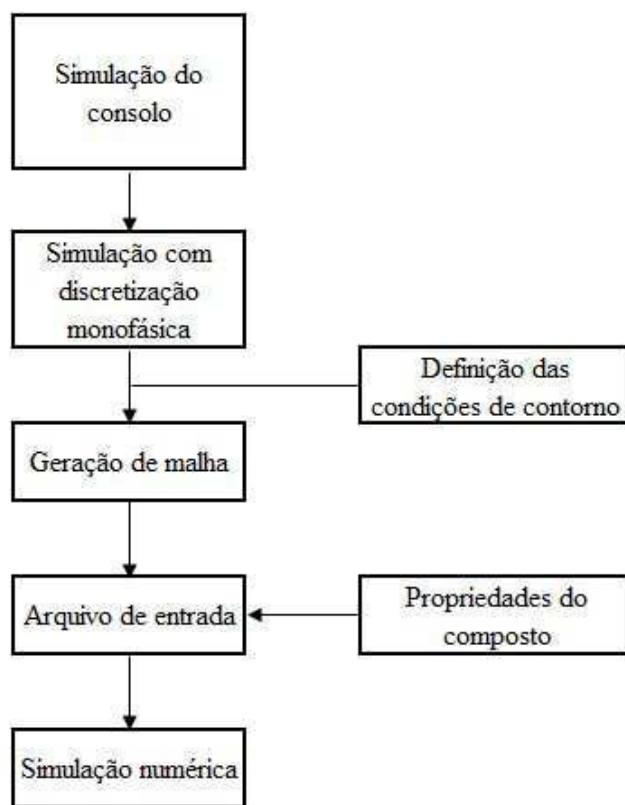 Simulação do
consolo
Simulação com
discretização
monofásica
Definição das
condições de contorno
Geração de malha
Arquivo de entrada
Propriedades do
composto
Simulação numérica